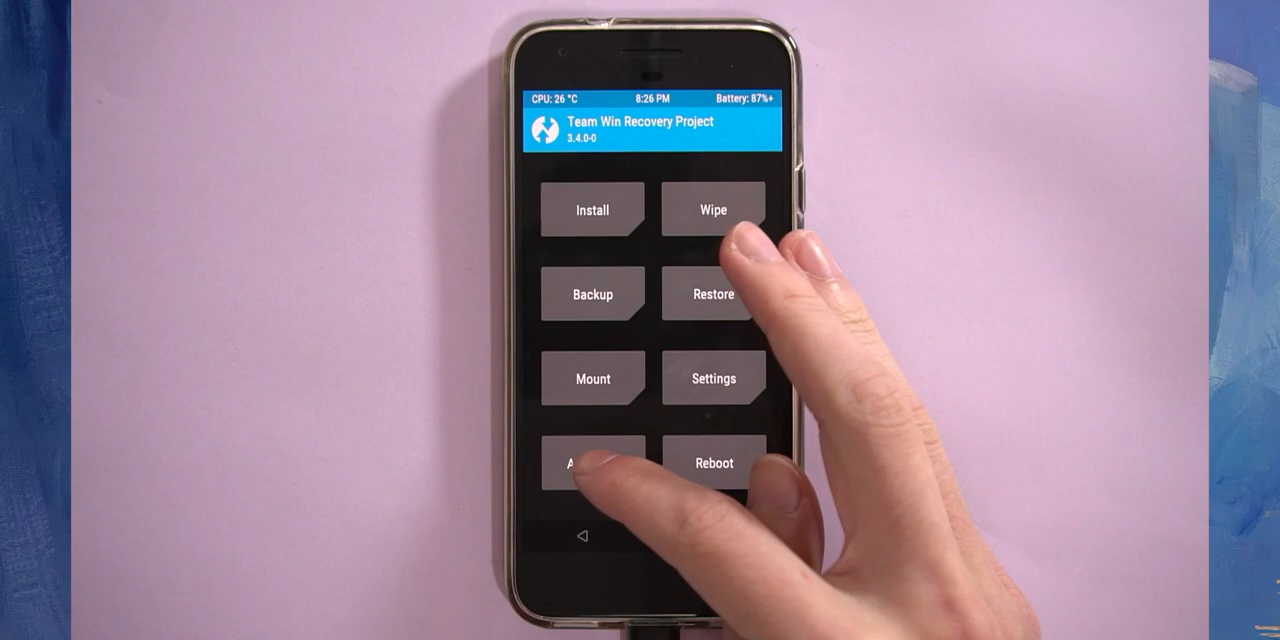 CPU: 26 °C 8:26 PM Battery: 87%+
Team Win Recovery Project
3.4.0-0
Install Wipe
Backup Restore
Mount Settings
Reboot